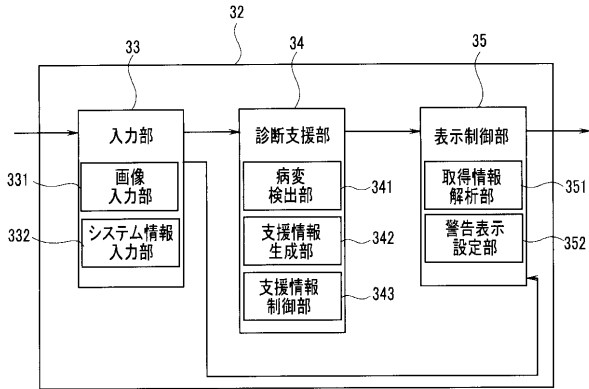 32
33
34
35
入力部
331
画像
入力部
332
システム情報
入力部
診断支援部
病変
検出部
341
支援情報
生成部
342
支援情報
制御部
343
表示制御部
取得情報
解析部
351
警告表示
設定部
352